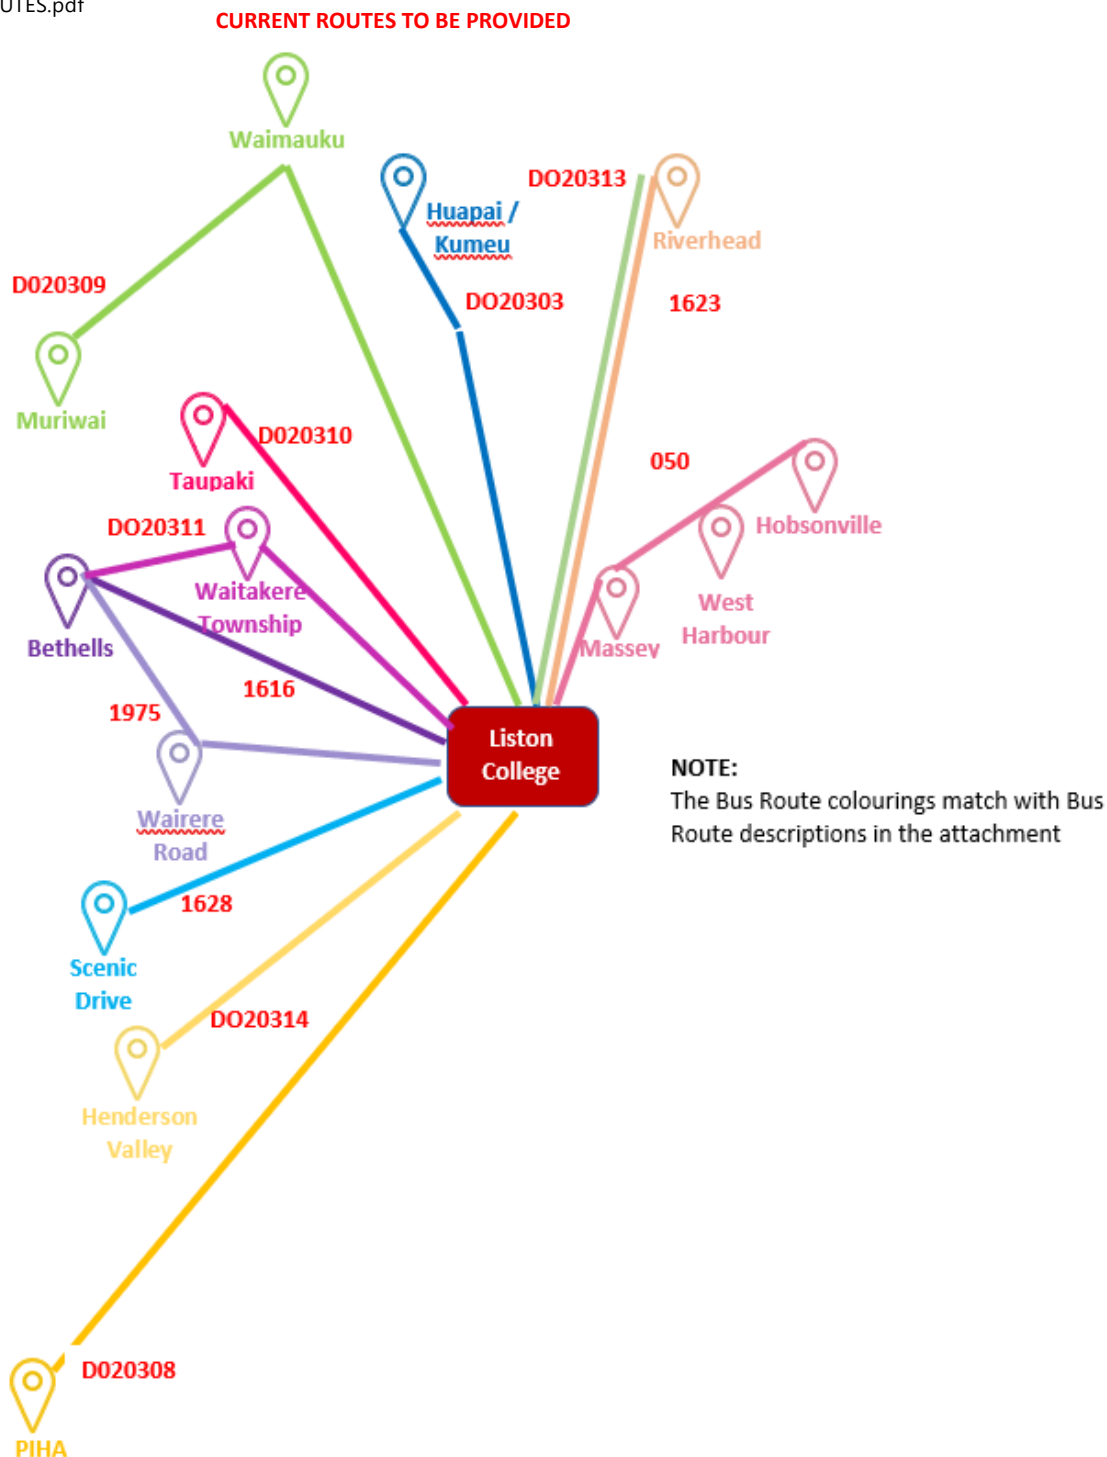 UTES.pdf
CURRENT ROUTES TO BE PROVIDED
Waimauku
DO20313
Huapai /
Kumeu
Riverhead
D020309
DO20303
1623
Muriwai
D020310
050
Taupaki
Hobsonville
DO20311
Waitakere
Township
West
Harbour
Bethells
Massey
1616
1975
Liston
College
NOTE:
The Bus Route colourings match with Bus
Route descriptions in the attachment
Wairere
Road
1628
Scenic
Drive
DO20314
Henderson
Valley
D020308
PIHA